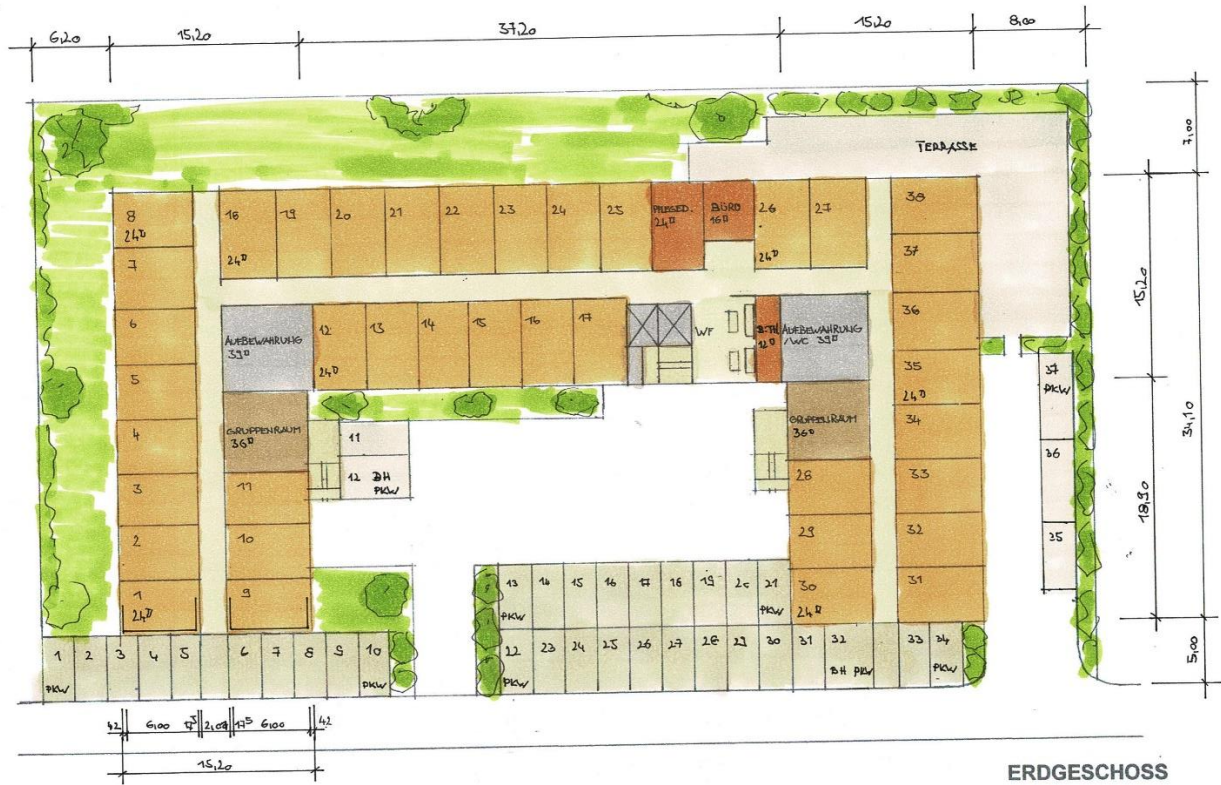 6,20 15,20 37,20 15,20 8,00
7,00
TERRASSE
8 18 19 20 21 22 23 24 25 BÜRO 26 27 38
24□ 24□ 24□ 16□ 24□
7 37
15,20
6 AUFBEWAHRUNG 12 13 14 15 16 17 WF AUFBEWAHRUNG 36
39□ 24□ 12□ /WC 39□
5 35
24□
37
PKW
34,10
4 GRUPPENRAUM 11 GRUPPENRAUM 34
36□ 36□
12 BH
PKW
36
3 11 28 33
18,90
2 10 29 32
35
1 9 13 14 15 16 17 18 19 20 21 30 31
24□ PKW PKW 24□
1 2 3 4 5 6 7 8 9 10 22 23 24 25 26 27 28 29 30 31 32 33 34
PKW PKW PKW BH PKW PKW
5,00
42 6,00 17⁵ 2,01 17⁵ 6,00 42
15,20
ERDGESCHOSS